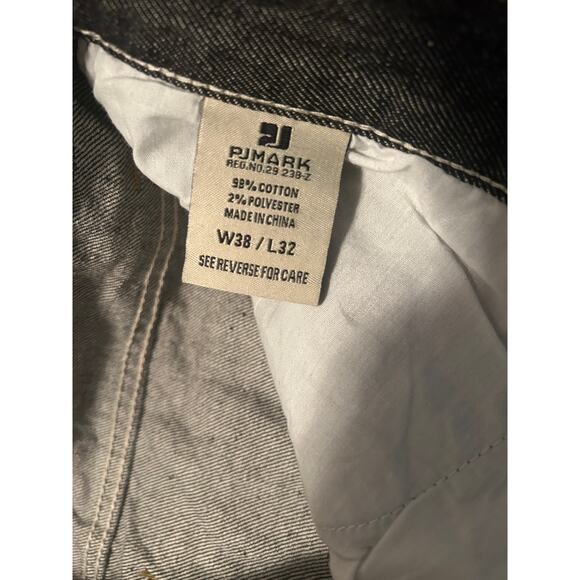 PJMARK
REG.NO.29 238-Z
98% COTTON
2% POLYESTER
MADE IN CHINA
W38 / L32
SEE REVERSE FOR CARE